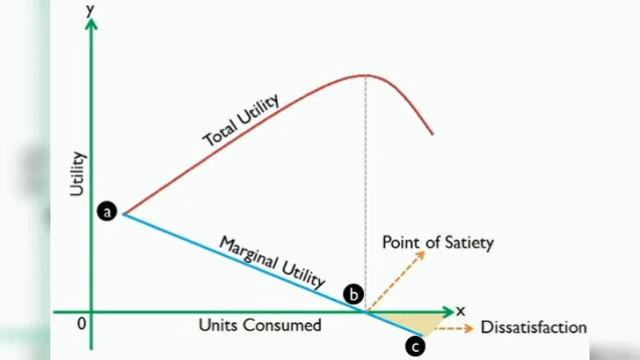 y
Total Utility
Utility
a
Marginal Utility
Point of Satiety
b
x
0
Units Consumed
Dissatisfaction
c